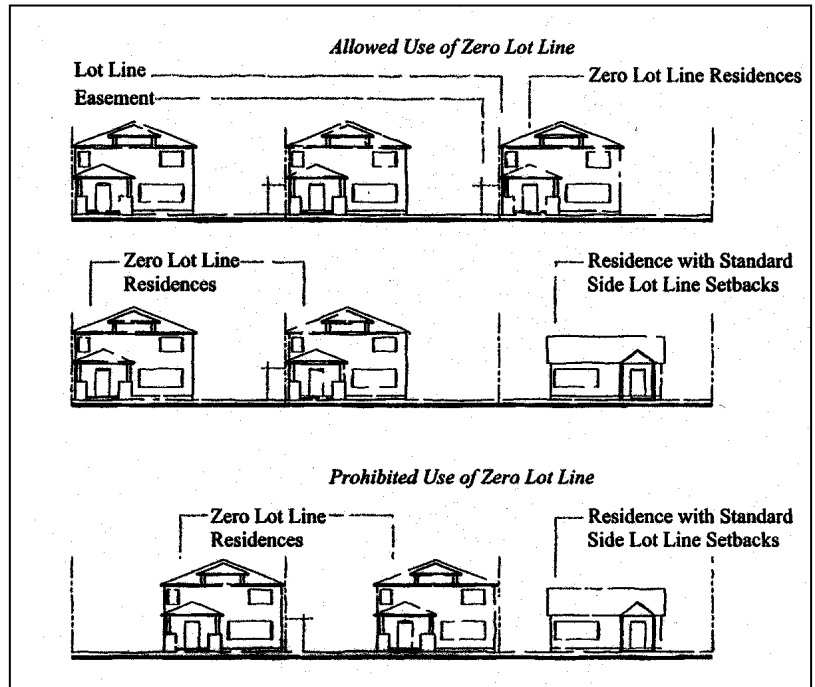 Allowed Use of Zero Lot Line
Lot Line
Zero Lot Line Residences
Easement
Zero Lot Line
Residences
Residence with Standard
Side Lot Line Setbacks
Prohibited Use of Zero Lot Line
Zero Lot Line
Residences
Residence with Standard
Side Lot Line Setbacks